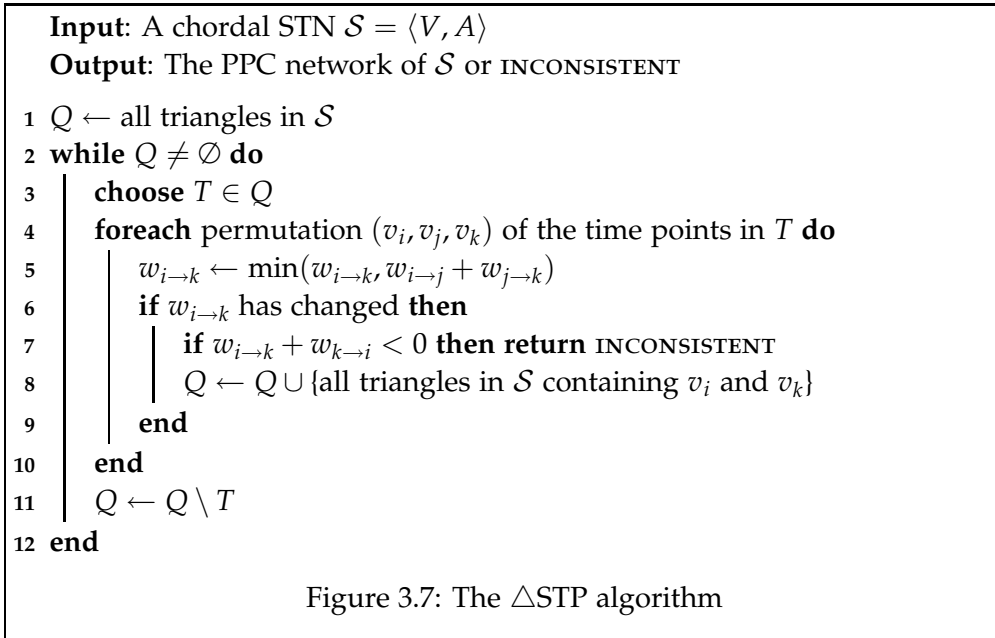 Input: A chordal STN 𝒮 = ⟨V, A⟩
Output: The PPC network of 𝒮 or INCONSISTENT
1 Q ← all triangles in 𝒮
2 while Q ≠ ∅ do
3 choose T ∈ Q
4 foreach permutation (v_i, v_j, v_k) of the time points in T do
5 w_{i→k} ← min(w_{i→k}, w_{i→j} + w_{j→k})
6 if w_{i→k} has changed then
7 if w_{i→k} + w_{k→i} < 0 then return INCONSISTENT
8 Q ← Q ∪ {all triangles in 𝒮 containing v_i and v_k}
9 end
10 end
11 Q ← Q \ T
12 end
Figure 3.7: The △STP algorithm